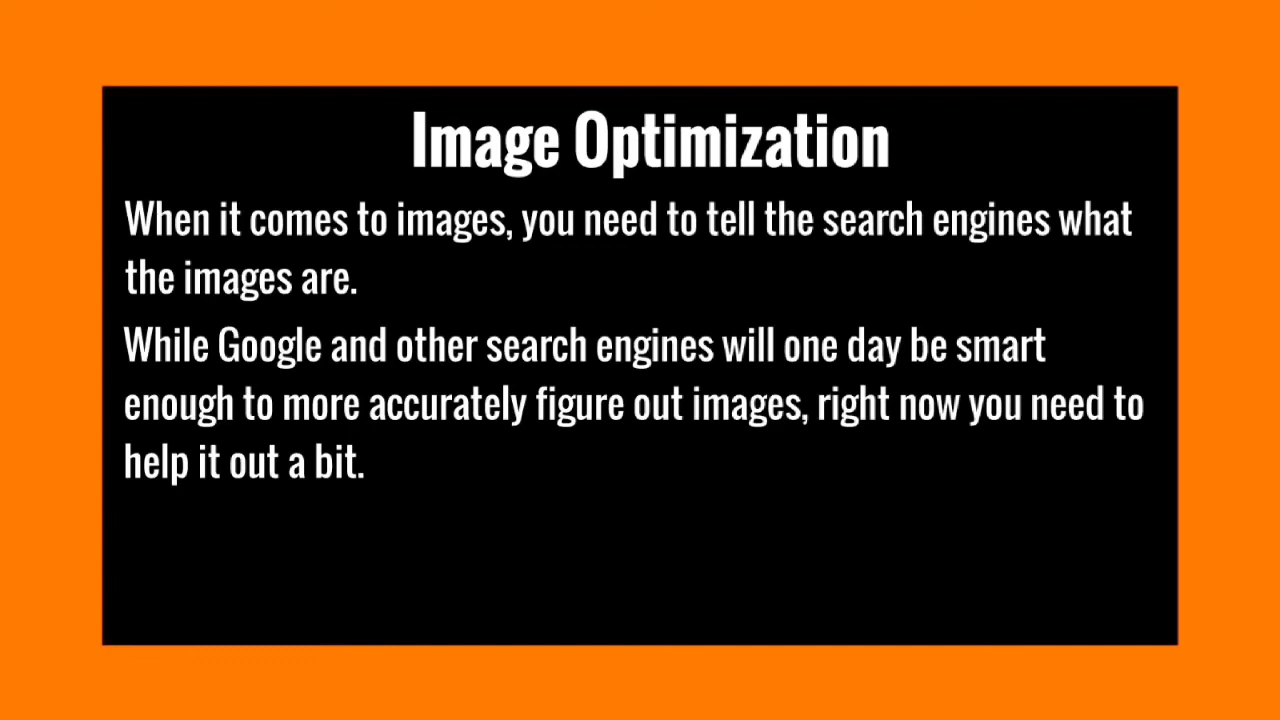 Image Optimization
When it comes to images, you need to tell the search engines what
the images are.
While Google and other search engines will one day be smart
enough to more accurately figure out images, right now you need to
help it out a bit.